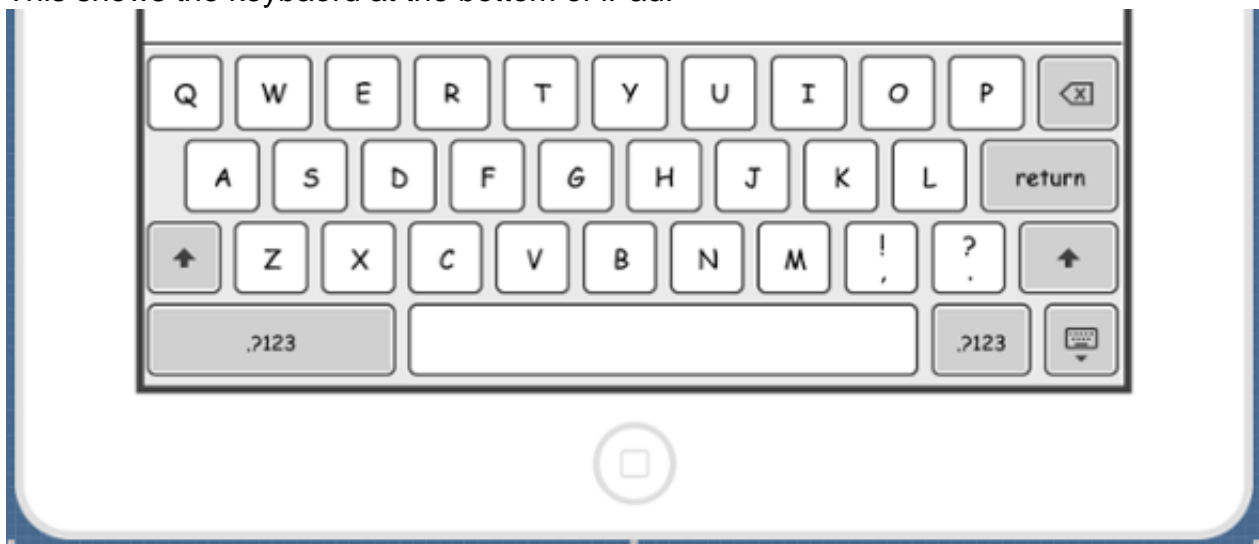 This shows the keyboard at the bottom of iPad.
Q W E R T Y U I O P
A S D F G H J K L return
Z X C V B N M ! , ? .
.?123 .?123